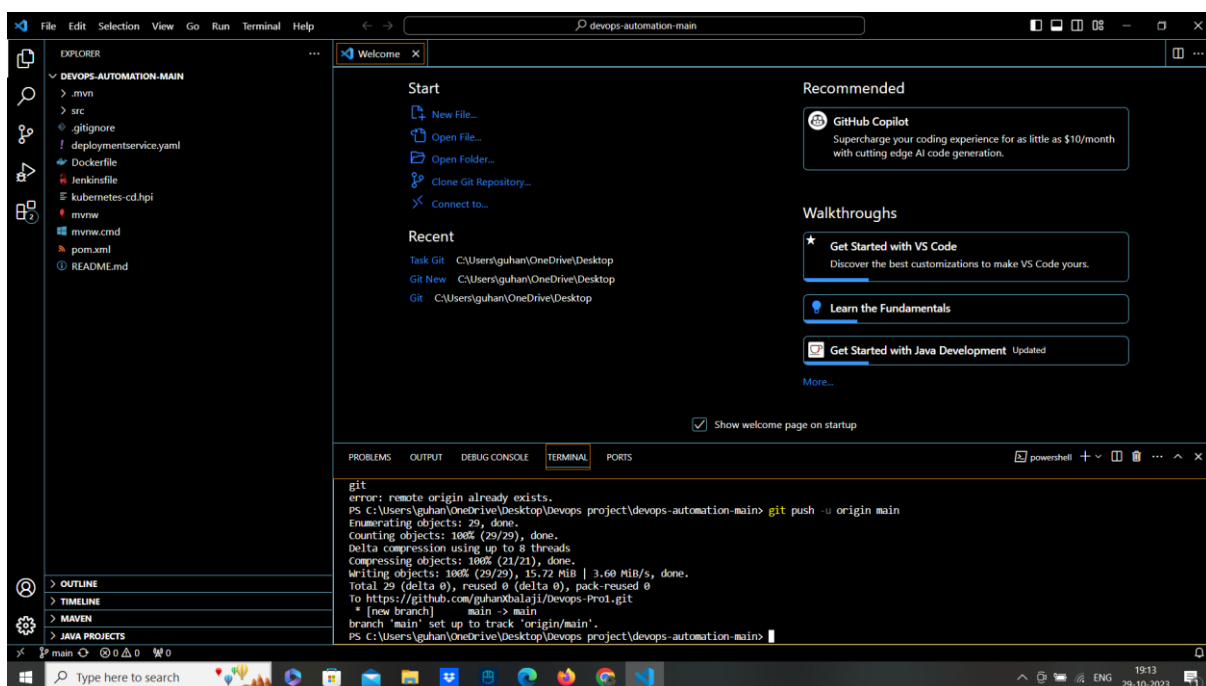 File Edit Selection View Go Run Terminal Help
devops-automation-main
EXPLORER
DEVOPS-AUTOMATION-MAIN
.mvn
src
.gitignore
deploymentservice.yaml
Dockerfile
Jenkinsfile
kubernetes-cd.hpi
mvnw
mvnw.cmd
pom.xml
README.md
OUTLINE
TIMELINE
MAVEN
JAVA PROJECTS
2
Welcome
Start
New File...
Open File...
Open Folder...
Clone Git Repository...
Connect to...
Recent
Task Git C:\Users\guhan\OneDrive\Desktop
Git New C:\Users\guhan\OneDrive\Desktop
Git C:\Users\guhan\OneDrive\Desktop
Recommended
GitHub Copilot
Supercharge your coding experience for as little as $10/month
with cutting edge AI code generation.
Walkthroughs
Get Started with VS Code
Discover the best customizations to make VS Code yours.
Learn the Fundamentals
Get Started with Java Development Updated
More...
Show welcome page on startup
PROBLEMS OUTPUT DEBUG CONSOLE TERMINAL PORTS
powershell
git
error: remote origin already exists.
PS C:\Users\guhan\OneDrive\Desktop\Devops project\devops-automation-main> git push -u origin main
Enumerating objects: 29, done.
Counting objects: 100% (29/29), done.
Delta compression using up to 8 threads
Compressing objects: 100% (21/21), done.
Writing objects: 100% (29/29), 15.72 MiB | 3.60 MiB/s, done.
Total 29 (delta 0), reused 0 (delta 0), pack-reused 0
To https://github.com/guhanXbalaji/Devops-Pro1.git
* [new branch] main -> main
branch 'main' set up to track 'origin/main'.
PS C:\Users\guhan\OneDrive\Desktop\Devops project\devops-automation-main>
main 0 0 0
Type here to search
ENG
19:13
29-10-2023